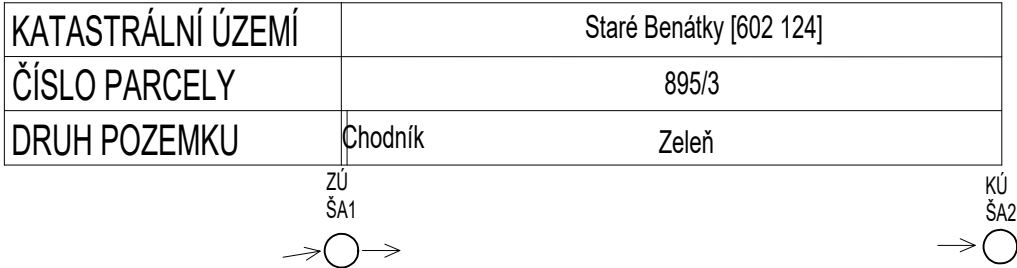 KATASTRÁLNÍ ÚZEMÍ Staré Benátky [602 124]
ČÍSLO PARCELY 895/3
DRUH POZEMKU Chodník Zeleň
ZÚ KÚ
ŠA1 ŠA2